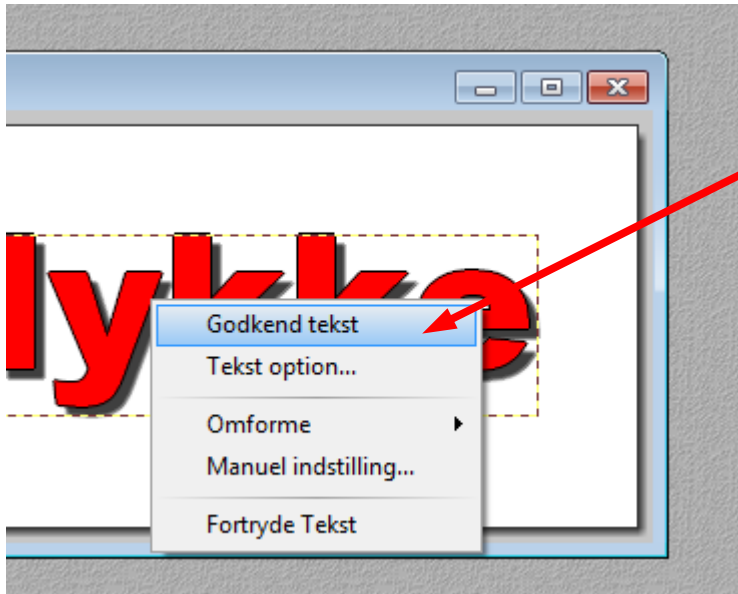 lykke
Godkend tekst
Tekst option...
Omforme
Manuel indstilling...
Fortryde Tekst